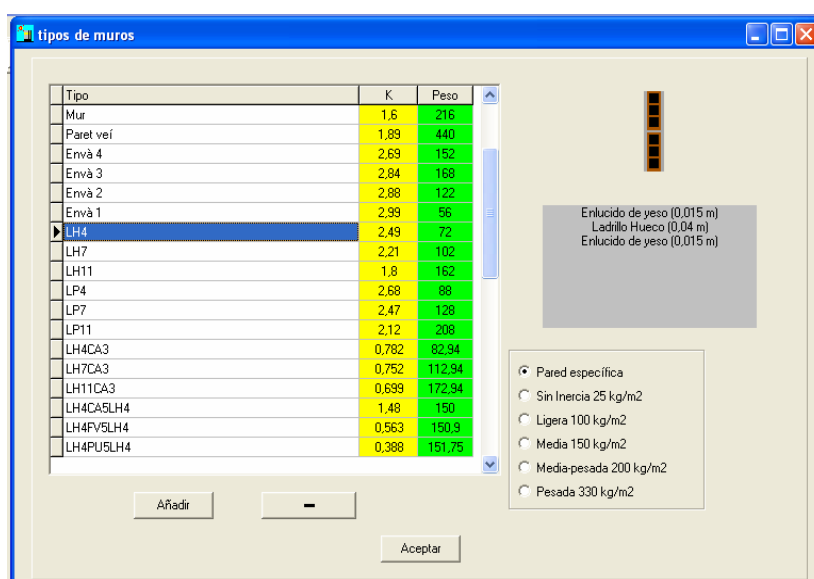 tipos de muros
Tipo K Peso
Mur 1,6 216
Paret veí 1,89 440
Envà 4 2,69 152
Envà 3 2,84 168
Envà 2 2,88 122
Envà 1 2,99 56
LH4 2,49 72
LH7 2,21 102
LH11 1,8 162
LP4 2,68 88
LP7 2,47 128
LP11 2,12 208
LH4CA3 0,782 82,94
LH7CA3 0,752 112,94
LH11CA3 0,699 172,94
LH4CA5LH4 1,48 150
LH4FV5LH4 0,563 150,9
LH4PU5LH4 0,388 151,75
Enlucido de yeso (0,015 m)
Ladrillo Hueco (0,04 m)
Enlucido de yeso (0,015 m)
Pared específica
Sin Inercia 25 kg/m2
Ligera 100 kg/m2
Media 150 kg/m2
Media-pesada 200 kg/m2
Pesada 330 kg/m2
Añadir
Aceptar